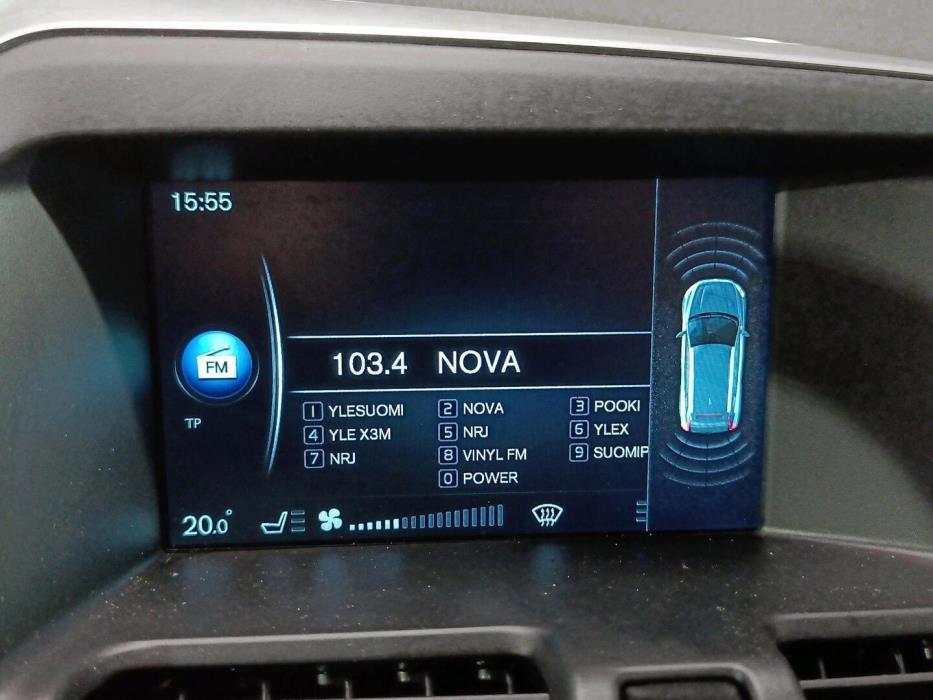 15:55
FM
103.4 NOVA
TP
1 YLESUOMI 2 NOVA 3 POOKI
4 YLE X3M 5 NRJ 6 YLEX
7 NRJ 8 VINYL FM 9 SUOMIP
0 POWER
20.0°